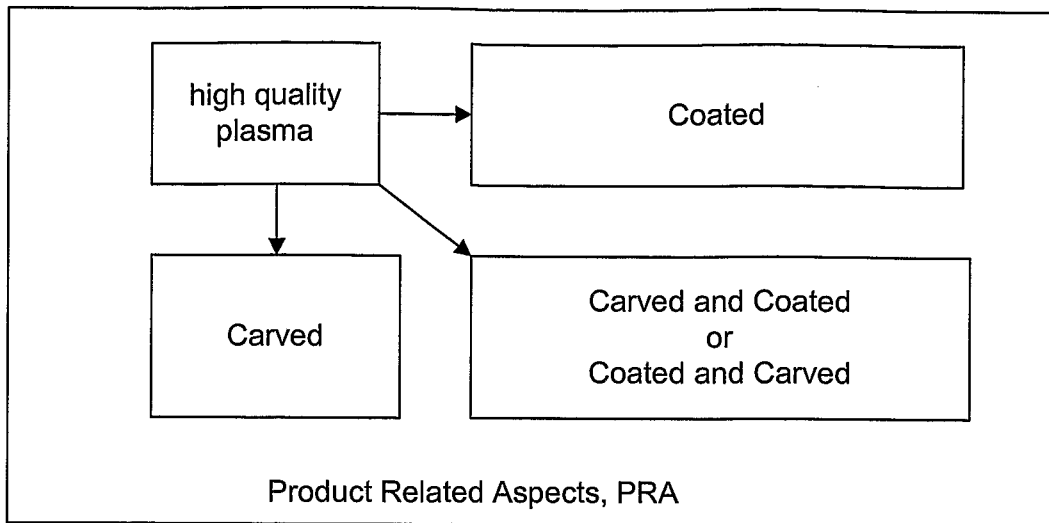 high quality
plasma
Coated
Carved
Carved and Coated
or
Coated and Carved
Product Related Aspects, PRA